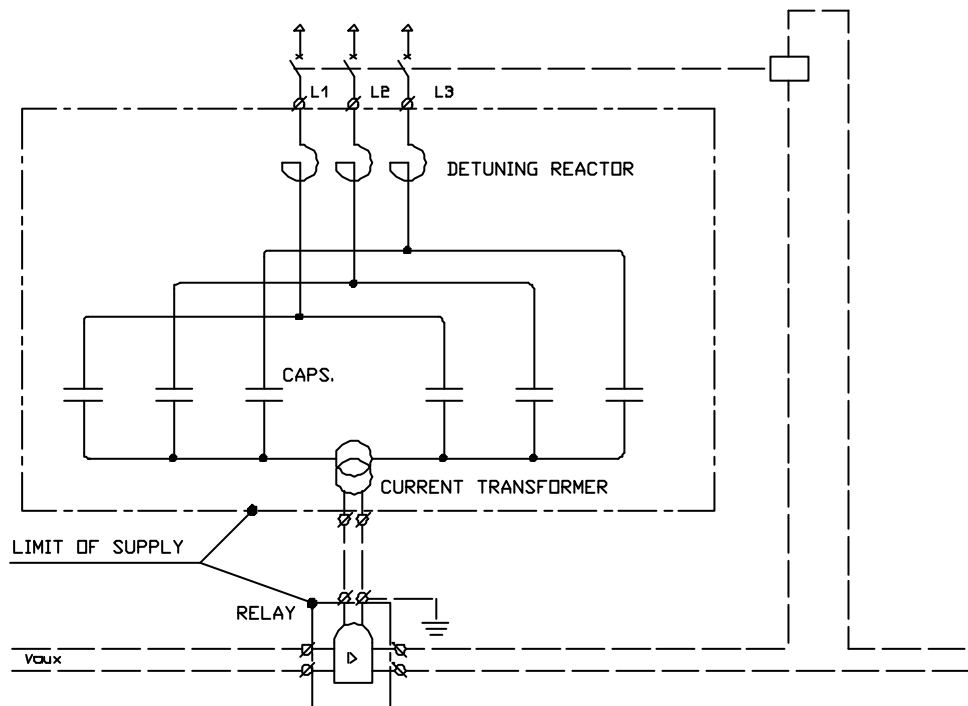 L1 L2 L3
DETUNING REACTOR
CAPS.
CURRENT TRANSFORMER
LIMIT OF SUPPLY
RELAY
Vaux